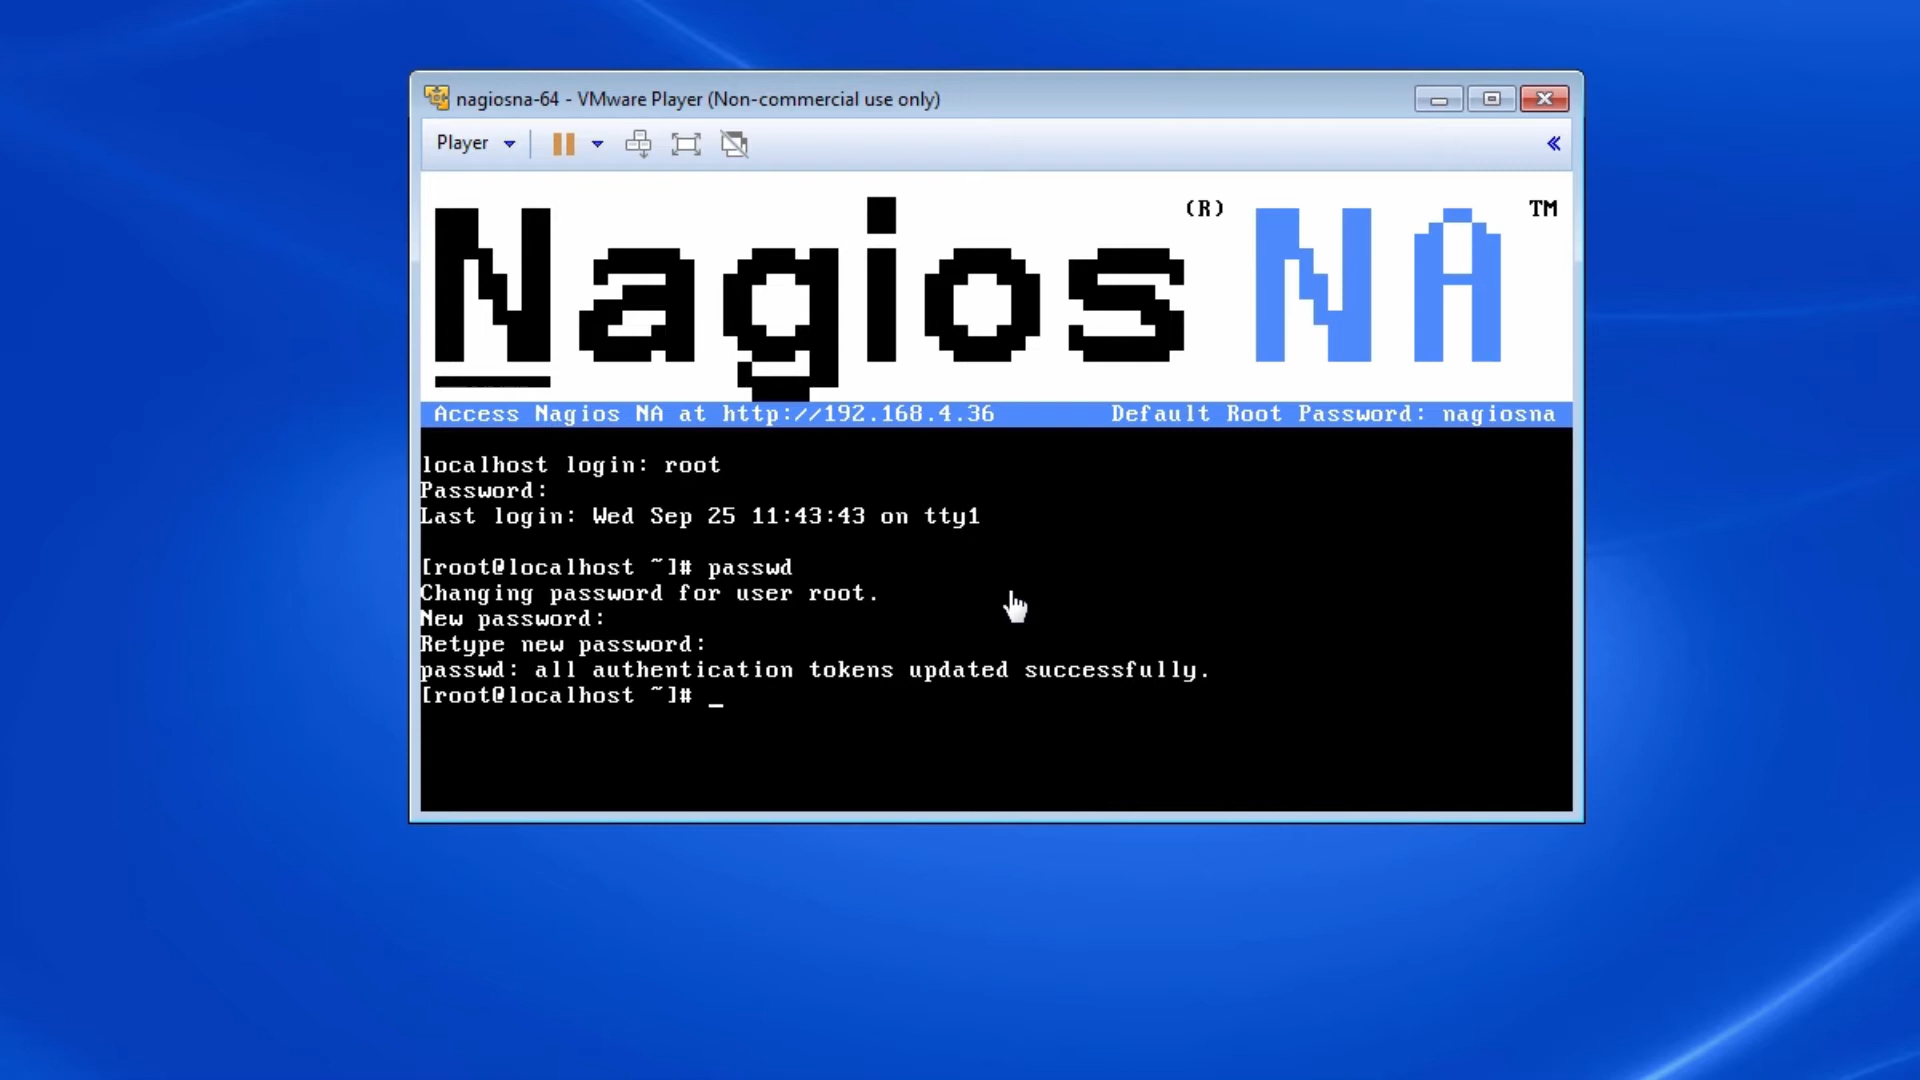 nagiosna-64 - VMware Player (Non-commercial use only)
Player
Nagios (R) NA TM
Access Nagios NA at http://192.168.4.36 Default Root Password: nagiosna
localhost login: root
Password:
Last login: Wed Sep 25 11:43:43 on tty1
[root@localhost ~]# passwd
Changing password for user root.
New password:
Retype new password:
passwd: all authentication tokens updated successfully.
[root@localhost ~]# _